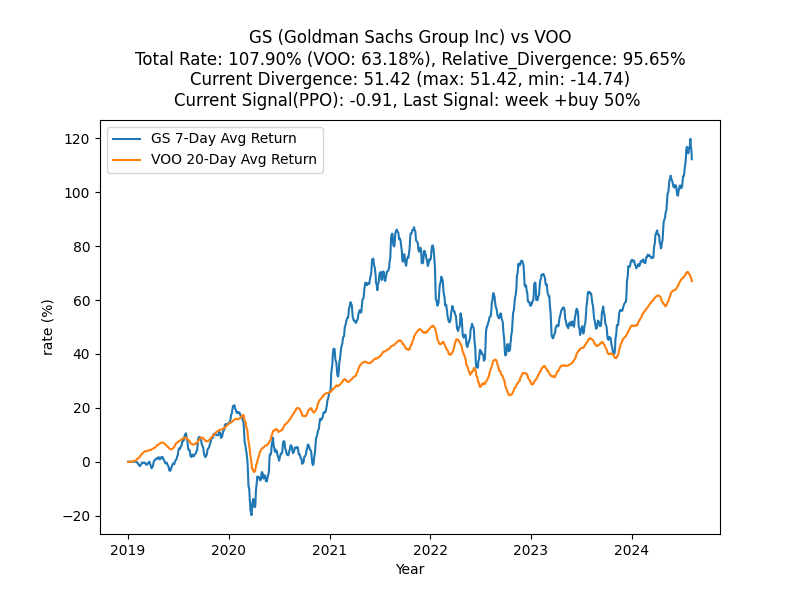 GS (Goldman Sachs Group Inc) vs VOO
Total Rate: 107.90% (VOO: 63.18%), Relative_Divergence: 95.65%
Current Divergence: 51.42 (max: 51.42, min: -14.74)
Current Signal(PPO): -0.91, Last Signal: week +buy 50%
GS 7-Day Avg Return
VOO 20-Day Avg Return
120
100
80
60
40
20
0
−20
rate (%)
2019
2020
2021
2022
2023
2024
Year